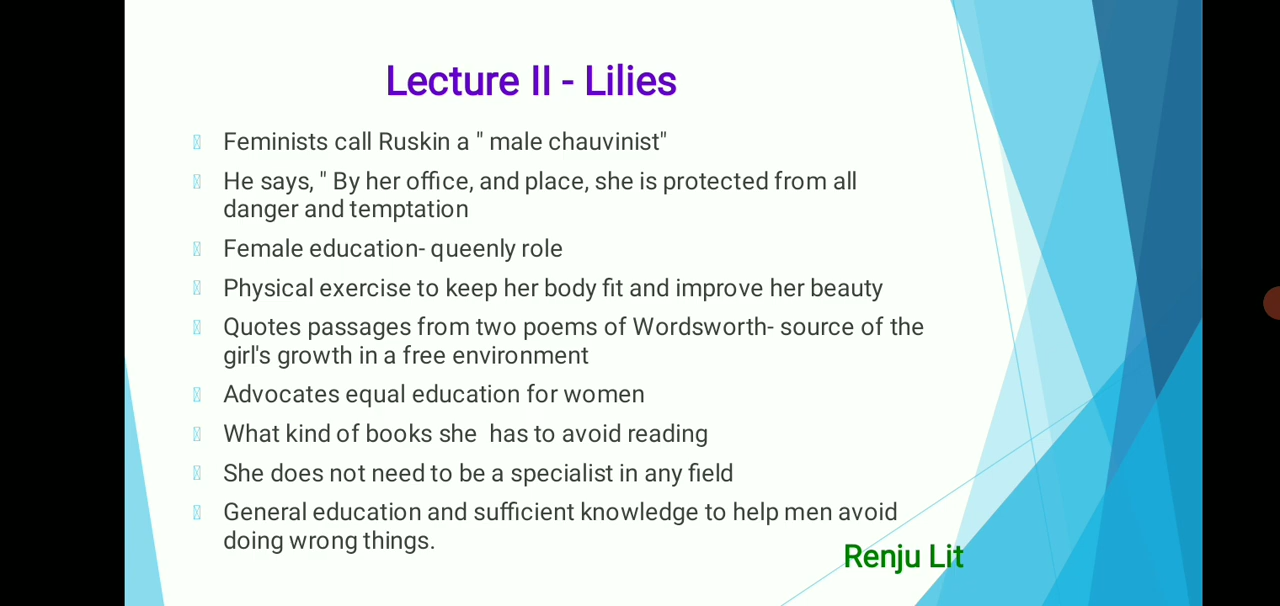 Lecture II - Lilies
Feminists call Ruskin a " male chauvinist"
He says, " By her office, and place, she is protected from all
danger and temptation
Female education- queenly role
Physical exercise to keep her body fit and improve her beauty
Quotes passages from two poems of Wordsworth- source of the
girl's growth in a free environment
Advocates equal education for women
What kind of books she  has to avoid reading
She does not need to be a specialist in any field
General education and sufficient knowledge to help men avoid
doing wrong things.
Renju Lit